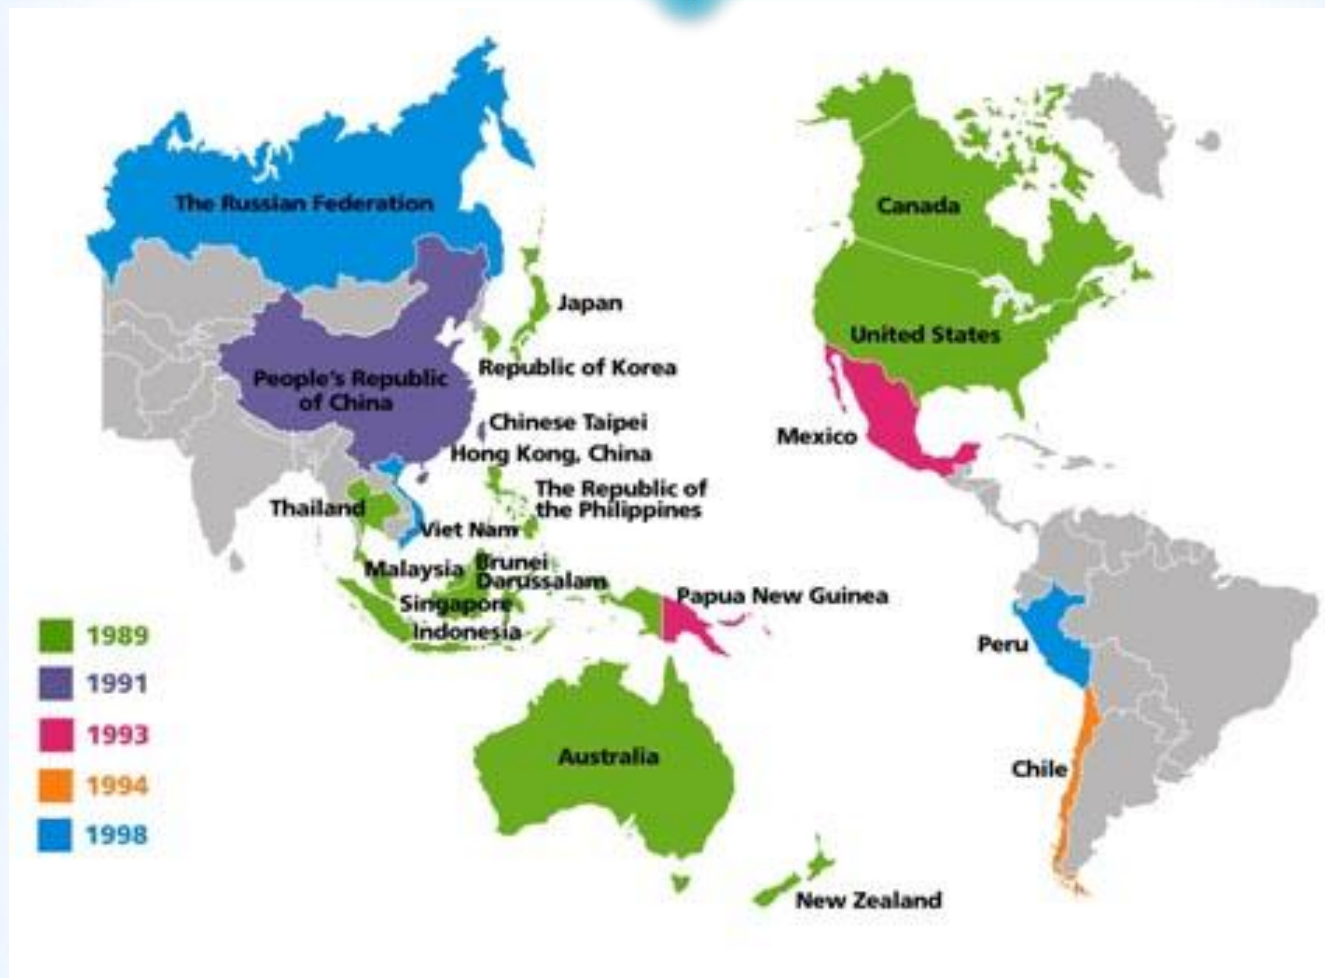 The Russian Federation
Canada
Japan
United States
Republic of Korea
People's Republic
of China
Chinese Taipei
Mexico
Hong Kong, China
The Republic of
the Philippines
Thailand
Viet Nam
Malaysia
Brunei
Darussalam
Singapore
Papua New Guinea
Indonesia
Peru
Australia
Chile
New Zealand
1989
1991
1993
1994
1998